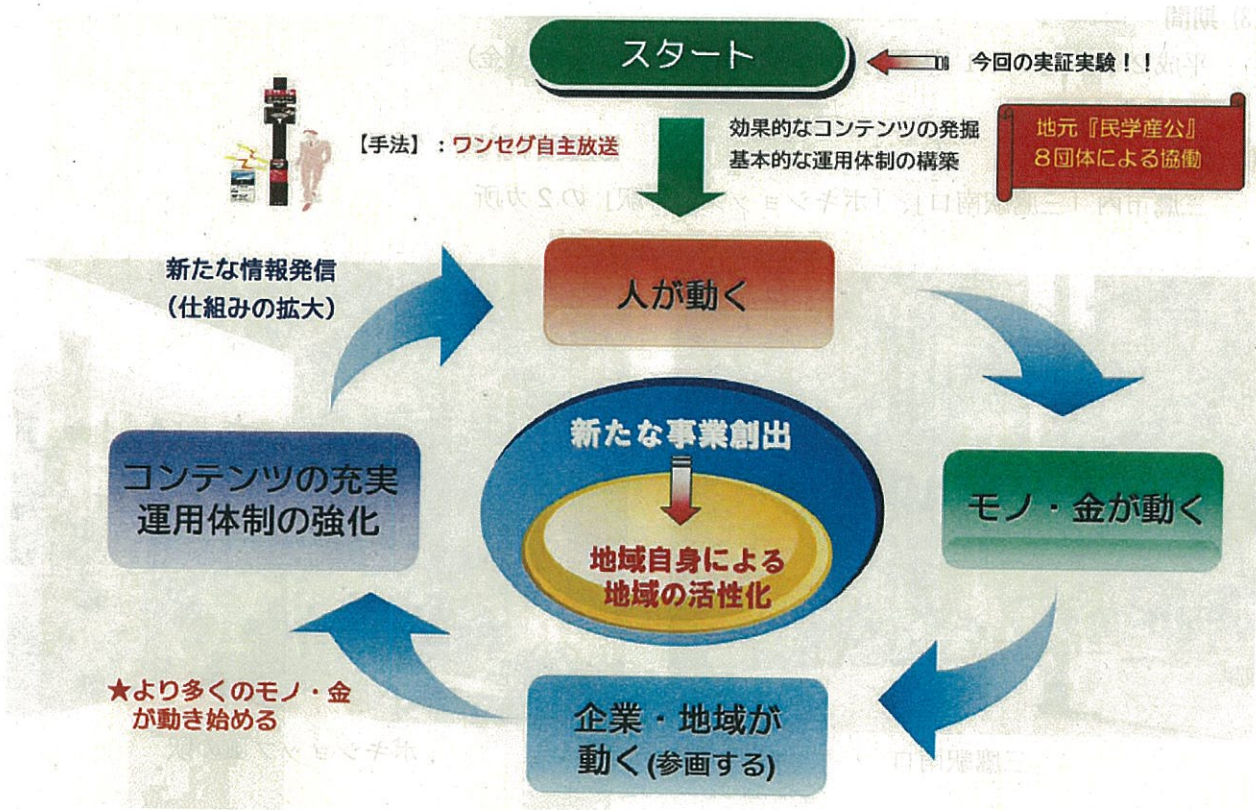 スタート
今回の実証実験！！
【手法】：ワンセグ自主放送
効果的なコンテンツの発掘
基本的な運用体制の構築
地元『民学産公』
８団体による協働
新たな情報発信
（仕組みの拡大）
人が動く
新たな事業創出
地域自身による
地域の活性化
コンテンツの充実
運用体制の強化
モノ・金が動く
★より多くのモノ・金
が動き始める
企業・地域が
動く(参画する)